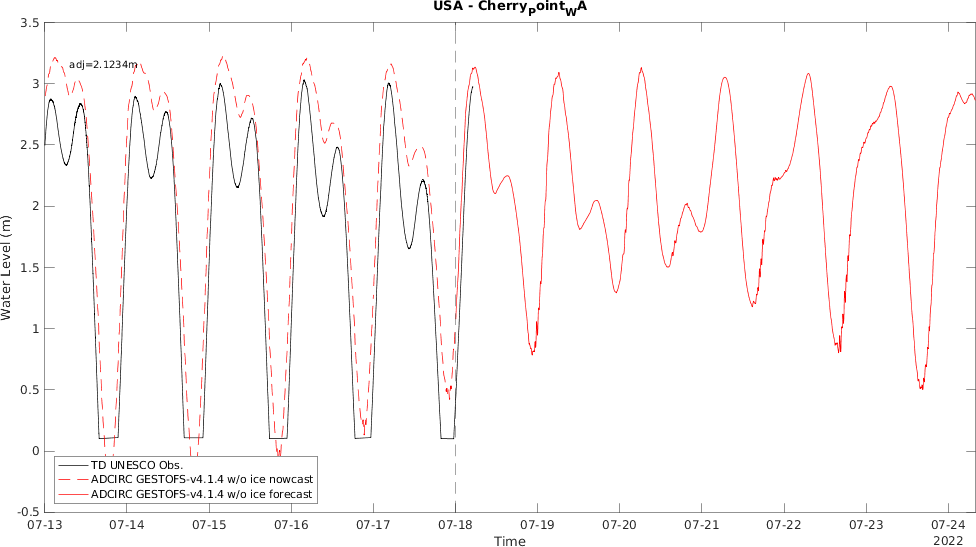 USA - Cherry_Point_WA
adj=2.1234m
Water Level (m)
3.5
3
2.5
2
1.5
1
0.5
0
-0.5
TD UNESCO Obs.
ADCIRC GESTOFS-v4.1.4 w/o ice nowcast
ADCIRC GESTOFS-v4.1.4 w/o ice forecast
07-13 07-14 07-15 07-16 07-17 07-18 07-19 07-20 07-21 07-22 07-23 07-24
Time
2022